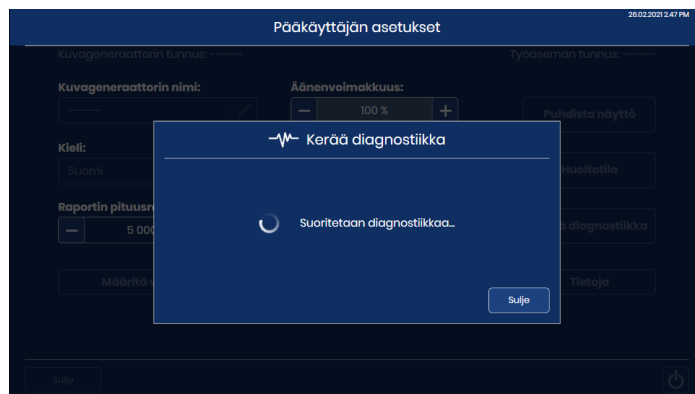 26.02.2021 2.47 PM
Pääkäyttäjän asetukset
Kuvageneraattorin tunnus: ------
Työaseman tunnus: ------
Kuvageneraattorin nimi:
Äänenvoimakkuus:
------
100 %
Puhdista näyttö
Kerää diagnostiikka
Kieli:
Suomi
Huoltotila
Raportin pituusr
Suoritetaan diagnostiikkaa...
5 000
diagnostiikka
Määritä v
Tietoja
Sulje
Sulje